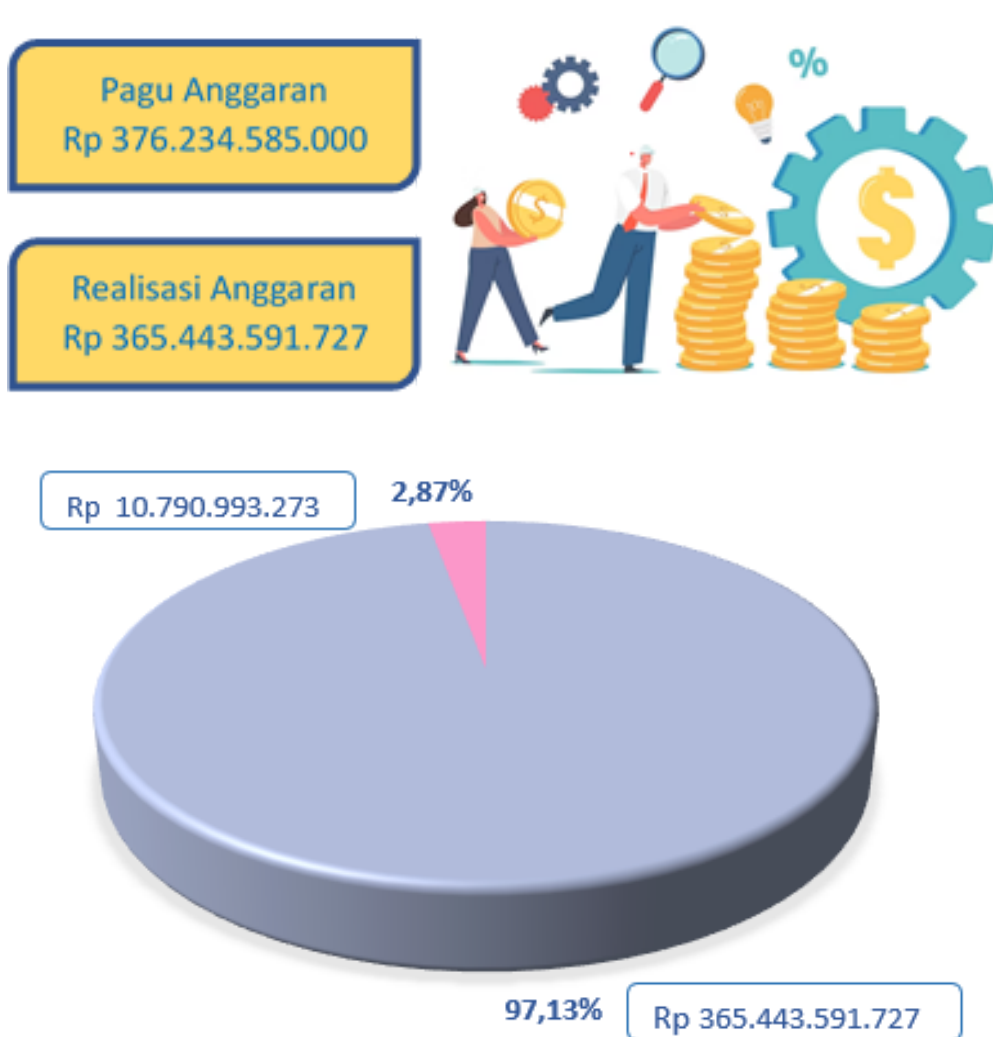 Pagu Anggaran
Rp 376.234.585.000
%
$
$
Realisasi Anggaran
Rp 365.443.591.727
Rp 10.790.993.273
2,87%
97,13%
Rp 365.443.591.727